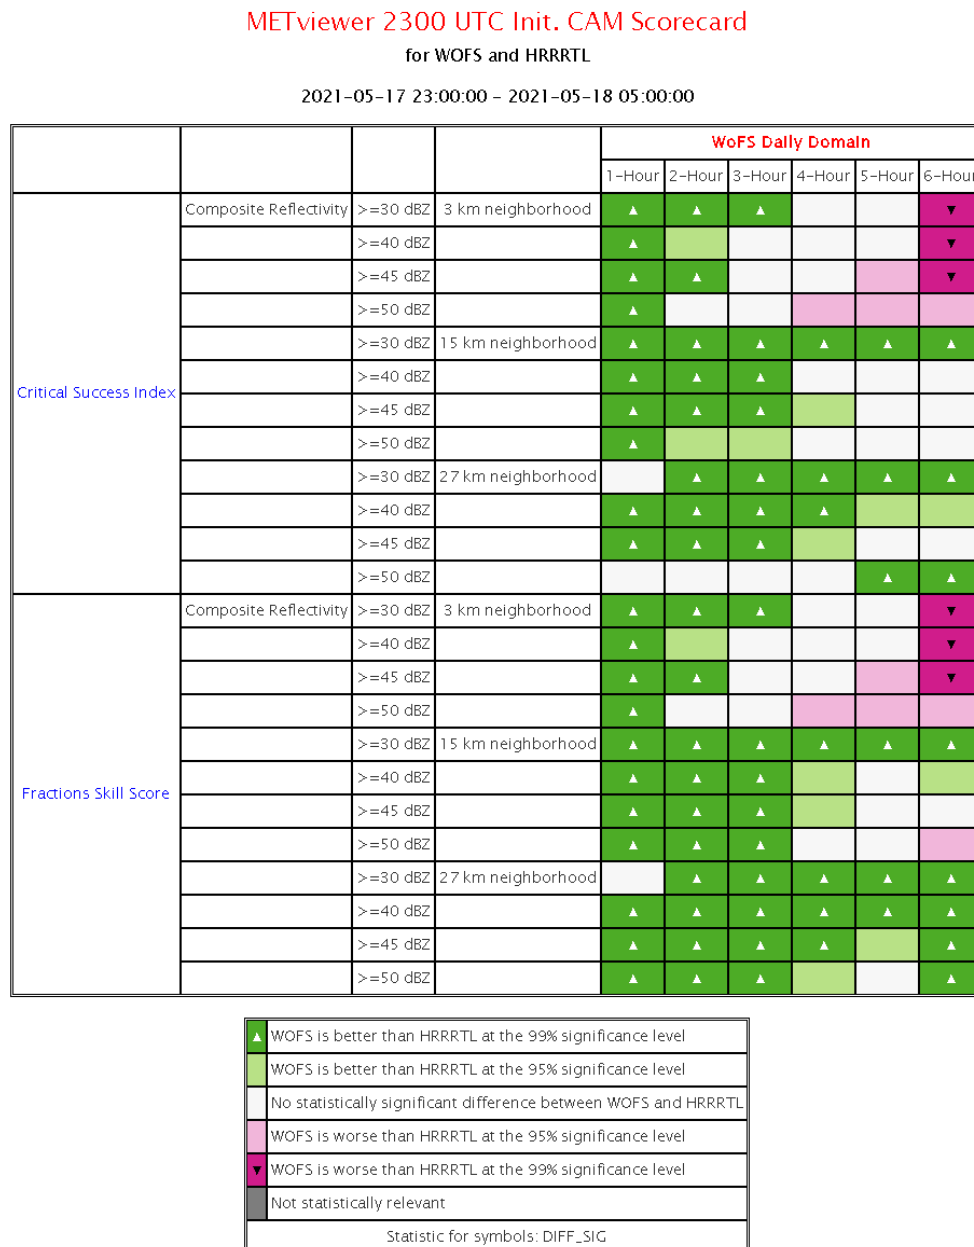 METviewer 2300 UTC Init. CAM Scorecard
for WOFS and HRRRTL
2021-05-17 23:00:00 - 2021-05-18 05:00:00
WoFS Daily Domain
1-Hour 2-Hour 3-Hour 4-Hour 5-Hour 6-Hour
Critical Success Index
Composite Reflectivity >=30 dBZ 3 km neighborhood
>=40 dBZ
>=45 dBZ
>=50 dBZ
>=30 dBZ 15 km neighborhood
>=40 dBZ
>=45 dBZ
>=50 dBZ
>=30 dBZ 27 km neighborhood
>=40 dBZ
>=45 dBZ
>=50 dBZ
Fractions Skill Score
Composite Reflectivity >=30 dBZ 3 km neighborhood
>=40 dBZ
>=45 dBZ
>=50 dBZ
>=30 dBZ 15 km neighborhood
>=40 dBZ
>=45 dBZ
>=50 dBZ
>=30 dBZ 27 km neighborhood
>=40 dBZ
>=45 dBZ
>=50 dBZ
WOFS is better than HRRRTL at the 99% significance level
WOFS is better than HRRRTL at the 95% significance level
No statistically significant difference between WOFS and HRRRTL
WOFS is worse than HRRRTL at the 95% significance level
WOFS is worse than HRRRTL at the 99% significance level
Not statistically relevant
Statistic for symbols: DIFF_SIG